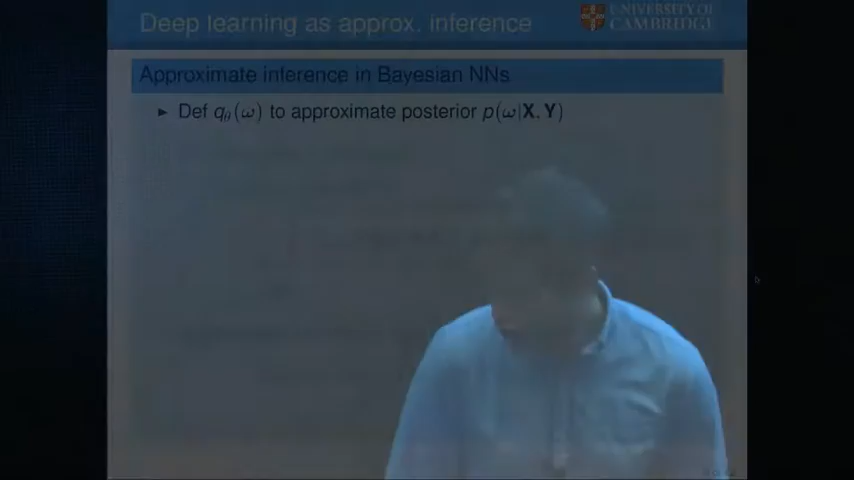 Deep learning as approx. inference
UNIVERSITY OF
CAMBRIDGE
Approximate inference in Bayesian NNs
► Def qθ(ω) to approximate posterior p(ω|X, Y)